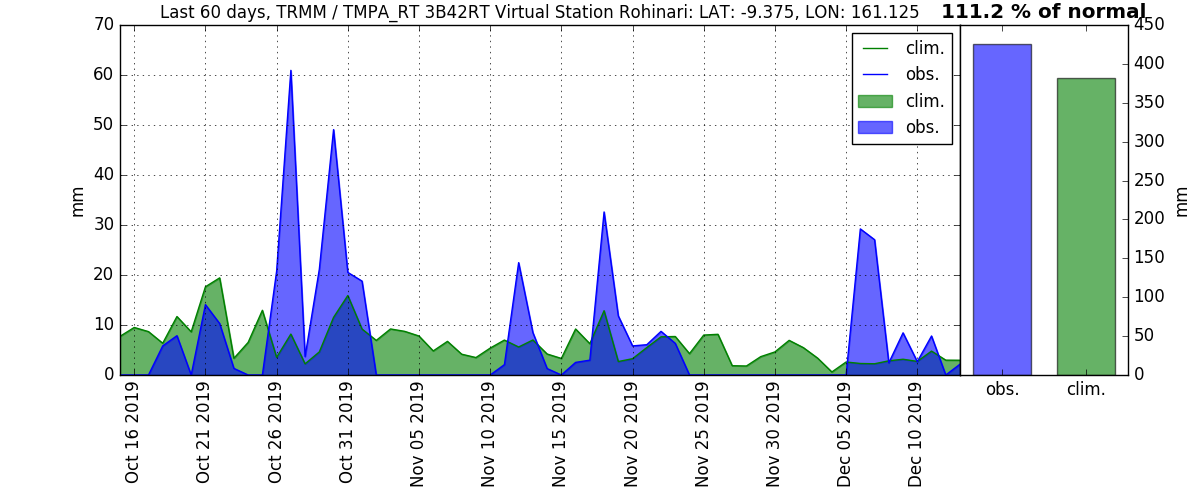 Last 60 days, TRMM / TMPA_RT 3B42RT Virtual Station Rohinari: LAT: -9.375, LON: 161.125
111.2 % of normal
70
60
50
40
30
20
10
0
mm
clim.
obs.
clim.
obs.
Oct 16 2019
Oct 21 2019
Oct 26 2019
Oct 31 2019
Nov 05 2019
Nov 10 2019
Nov 15 2019
Nov 20 2019
Nov 25 2019
Nov 30 2019
Dec 05 2019
Dec 10 2019
450
400
350
300
250
200
150
100
50
0
mm
obs.
clim.